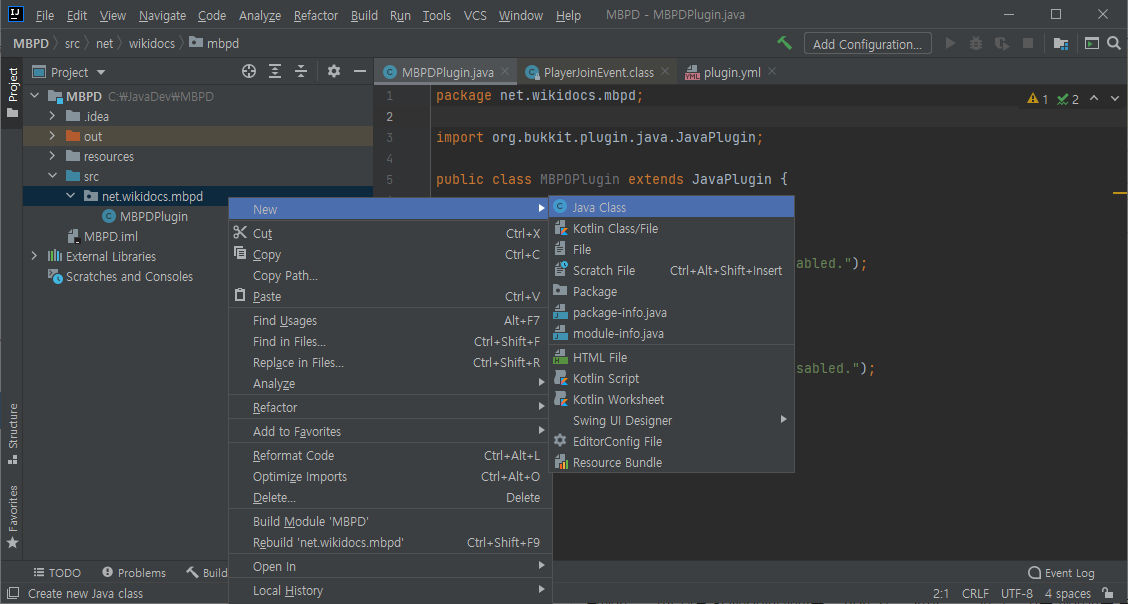 IJ File Edit View Navigate Code Analyze Refactor Build Run Tools VCS Window Help MBPD - MBPDPlugin.java
MBPD src net wikidocs mbpd Add Configuration...
Project MBPDPlugin.java PlayerJoinEvent.class plugin.yml
Project
MBPD C:￦JavaDev￦MBPD
.idea
out
resources
src
net.wikidocs.mbpd
MBPDPlugin
MBPD.iml
External Libraries
Scratches and Consoles
Structure
Favorites
1 package net.wikidocs.mbpd; 1 2
2
3 import org.bukkit.plugin.java.JavaPlugin;
4
5 public class MBPDPlugin extends JavaPlugin {
abled.");
sabled.");
New
Cut Ctrl+X
Copy Ctrl+C
Copy Path...
Paste Ctrl+V
Find Usages Alt+F7
Find in Files... Ctrl+Shift+F
Replace in Files... Ctrl+Shift+R
Analyze
Refactor
Add to Favorites
Reformat Code Ctrl+Alt+L
Optimize Imports Ctrl+Alt+O
Delete... Delete
Build Module 'MBPD'
Rebuild 'net.wikidocs.mbpd' Ctrl+Shift+F9
Open In
Local History
Java Class
Kotlin Class/File
File
Scratch File Ctrl+Alt+Shift+Insert
Package
package-info.java
module-info.java
HTML File
Kotlin Script
Kotlin Worksheet
Swing UI Designer
EditorConfig File
Resource Bundle
TODO Problems Build Event Log
Create new Java class 2:1 CRLF UTF-8 4 spaces